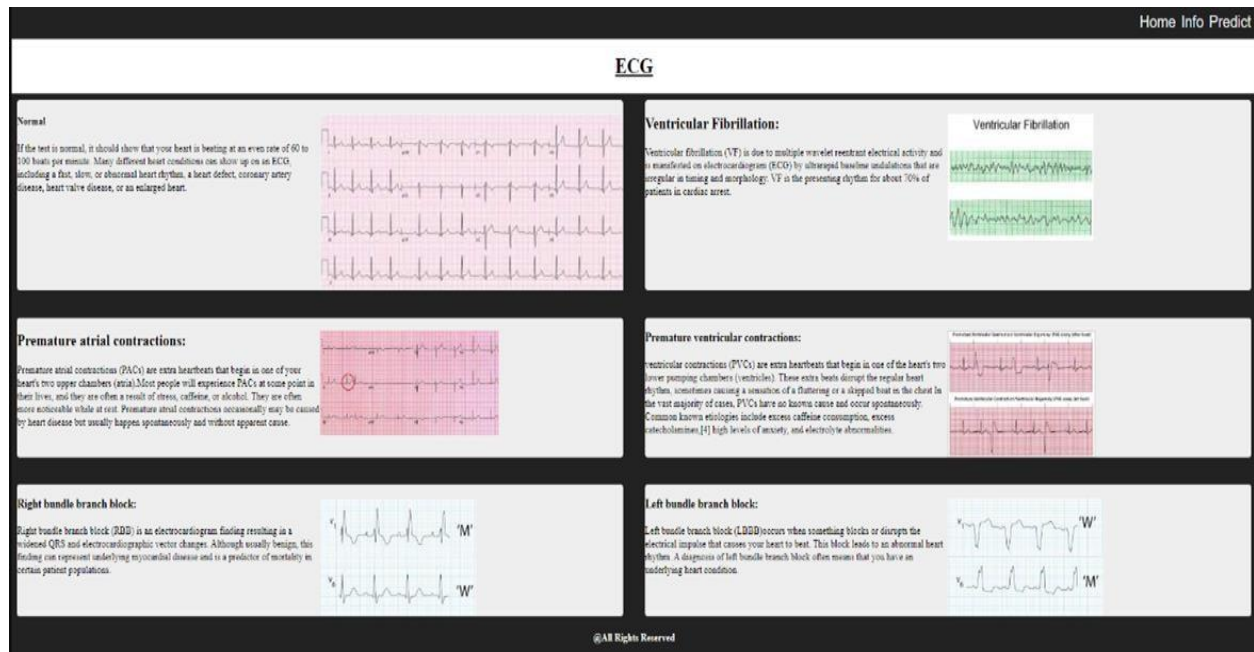 Home Info Predict
ECG
Normal
If the test is normal, it should show that your heart is beating at an even rate of 60 to
100 beats per minute. Many different heart conditions can show up on an ECG,
including a fast, slow, or abnormal heart rhythm, a heart defect, coronary artery
disease, heart valve disease, or an enlarged heart.
Ventricular Fibrillation:
Ventricular fibrillation (VF) is due to multiple wavelet reentrant electrical activity and
is manifested on electrocardiogram (ECG) by ultrarapid baseline undulations that are
irregular in timing and morphology. VF is the presenting rhythm for about 70% of
patients in cardiac arrest.
Ventricular Fibrillation
Premature atrial contractions:
Premature atrial contractions (PACs) are extra heartbeats that begin in one of your
heart's two upper chambers (atria).Most people will experience PACs at some point in
their lives, and they are often a result of stress, caffeine, or alcohol. They are often
more noticeable while at rest. Premature atrial contractions occasionally may be caused
by heart disease but usually happen spontaneously and without apparent cause.
Premature ventricular contractions:
ventricular contractions (PVCs) are extra heartbeats that begin in one of the heart's two
lower pumping chambers (ventricles). These extra beats disrupt the regular heart
rhythm, sometimes causing a sensation of a fluttering or a skipped beat in the chest In
the vast majority of cases, PVCs have no known cause and occur spontaneously.
Common known etiologies include excess caffeine consumption, excess
catecholamines,[4] high levels of anxiety, and electrolyte abnormalities.
Right bundle branch block:
Right bundle branch block (RBB) is an electrocardiogram finding resulting in a
widened QRS and electrocardiographic vector changes. Although usually benign, this
finding can represent underlying myocardial disease and is a predictor of mortality in
certain patient populations.
V1 'M'
V6 'W'
Left bundle branch block:
Left bundle branch block (LBBB)occurs when something blocks or disrupts the
electrical impulse that causes your heart to beat. This block leads to an abnormal heart
rhythm. A diagnosis of left bundle branch block often means that you have an
underlying heart condition.
V1 'W'
V6 'M'
@All Rights Reserved